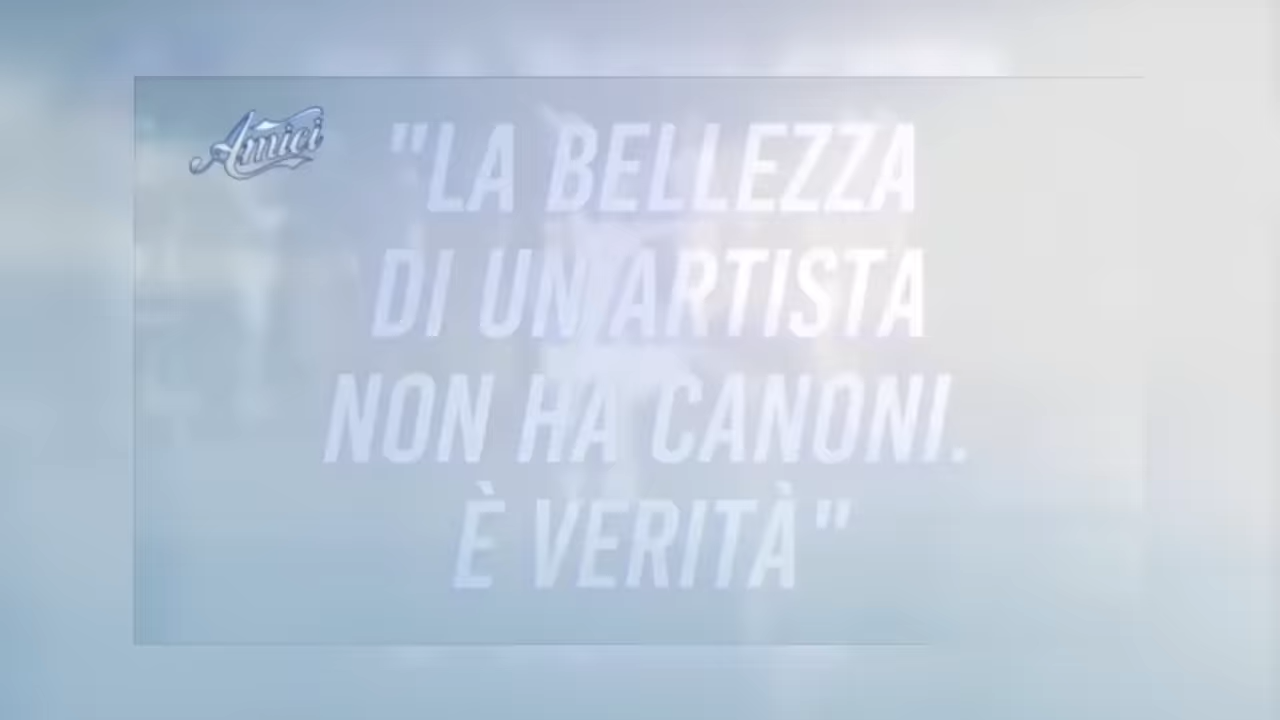 Amici
"LA BELLEZZA
DI UN ARTISTA
NON HA CANONI.
È VERITÀ"